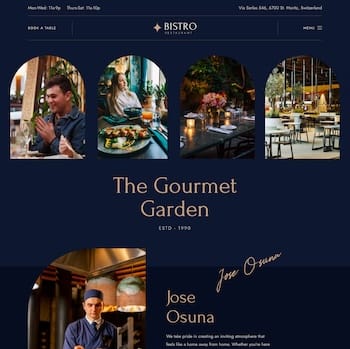 Mon-Wed: 11a-9p Thurs-Sat: 11a-10p
Via Serlas 546, 6700 St. Moritz, Switzerland
BOOK A TABLE
BISTRO
RESTAURANT
MENU
The Gourmet
Garden
ESTD - 1990
Jose Osuna
Jose
Osuna
We take pride in creating an inviting atmosphere that
feels like a home away from home. Whether you're here